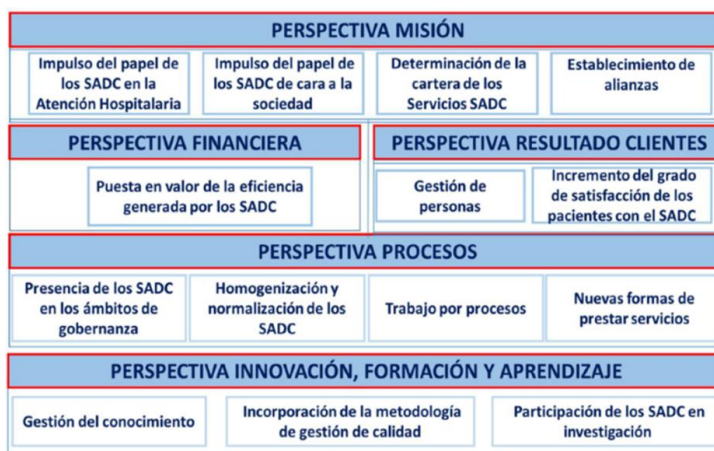 PERSPECTIVA MISIÓN
Impulso del papel de
los SADC en la
Atención Hospitalaria
Impulso del papel de
los SADC de cara a la
sociedad
Determinación de la
cartera de los
Servicios SADC
Establecimiento de
alianzas
PERSPECTIVA FINANCIERA
Puesta en valor de la eficiencia
generada por los SADC
PERSPECTIVA RESULTADO CLIENTES
Gestión de
personas
Incremento del grado
de satisfacción de los
pacientes con el SADC
PERSPECTIVA PROCESOS
Presencia de los SADC
en los ámbitos de
gobernanza
Homogenización y
normalización de los
SADC
Trabajo por procesos
Nuevas formas de
prestar servicios
PERSPECTIVA INNOVACIÓN, FORMACIÓN Y APRENDIZAJE
Gestión del conocimiento
Incorporación de la metodología
de gestión de calidad
Participación de los SADC en
investigación